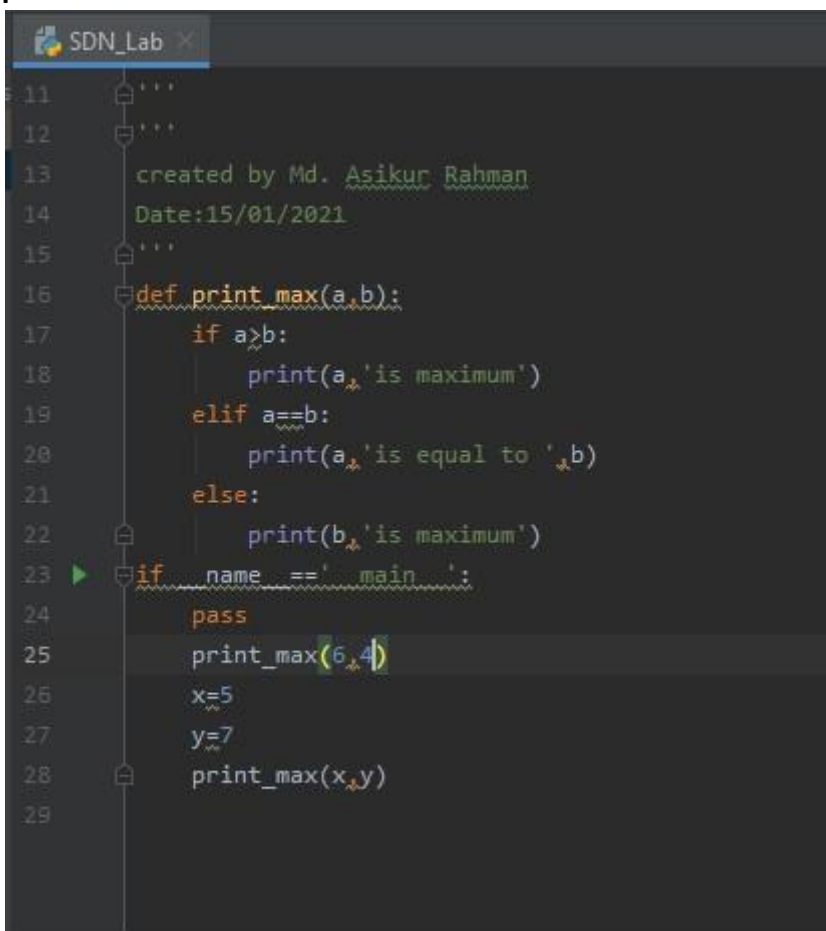 SDN_Lab
11 '''
12 '''
13 created by Md. Asikur Rahman
14 Date:15/01/2021
15 '''
16 def print_max(a,b):
17     if a>b:
18         print(a,'is maximum')
19     elif a==b:
20         print(a,'is equal to ',b)
21     else:
22         print(b,'is maximum')
23 if __name__=='__main__':
24     pass
25     print_max(6,4)
26     x=5
27     y=7
28     print_max(x,y)
29